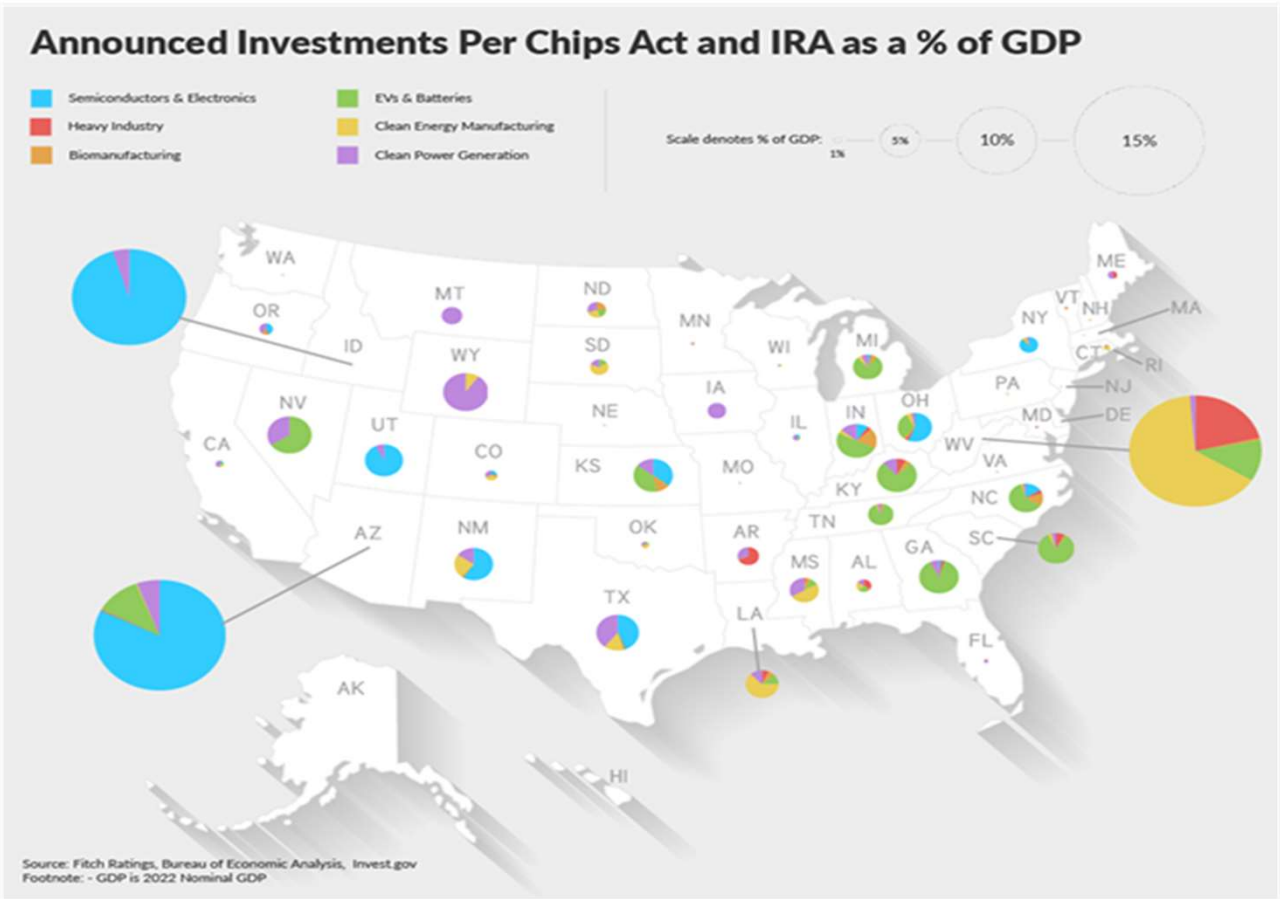 Announced Investments Per Chips Act and IRA as a % of GDP
Semiconductors & Electronics
EVs & Batteries
Heavy Industry
Clean Energy Manufacturing
Biomanufacturing
Clean Power Generation
Scale denotes % of GDP:
1%
5%
10%
15%
WA
MT
ND
MN
ME
VT
NH
MA
OR
ID
WY
SD
WI
MI
NY
CT
RI
NV
UT
CO
NE
IA
IL
IN
OH
PA
NJ
MD
DE
CA
KS
MO
KY
WV
VA
AZ
NM
OK
AR
TN
NC
SC
TX
MS
AL
GA
LA
FL
AK
HI
Source: Fitch Ratings, Bureau of Economic Analysis, Invest.gov
Footnote: - GDP is 2022 Nominal GDP